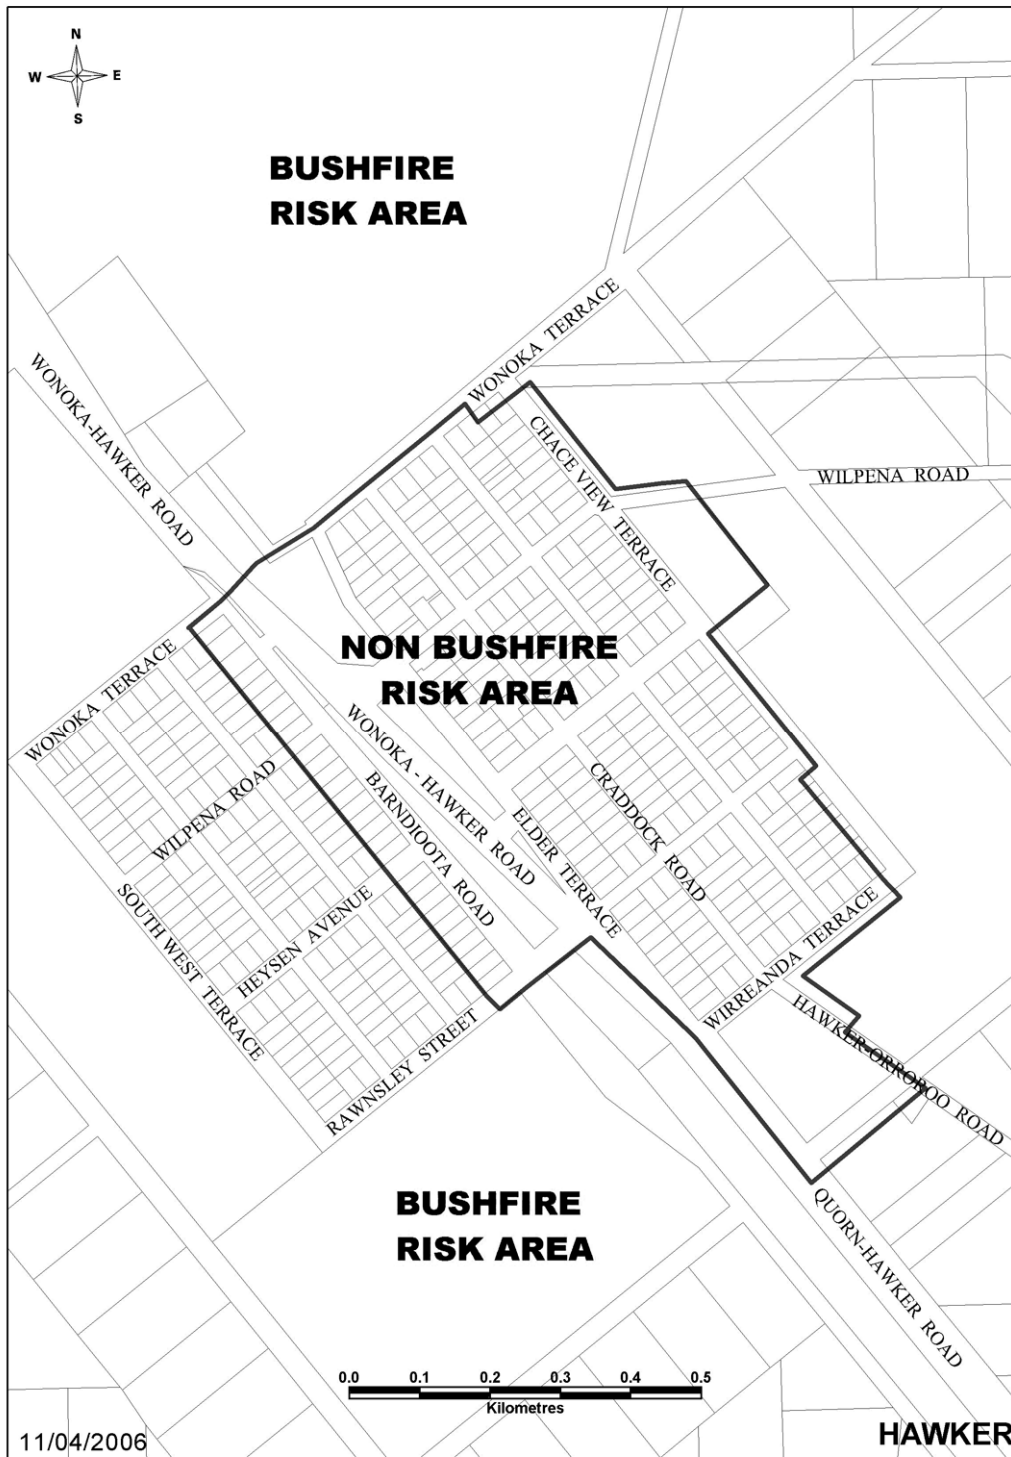 N
W E
S
BUSHFIRE
RISK AREA
WONOKA TERRACE
WONOKA-HAWKER ROAD
CHACE VIEW TERRACE
WILPENA ROAD
NON BUSHFIRE
RISK AREA
WONOKA TERRACE
WONOKA - HAWKER ROAD
WILPENA ROAD
BARNDIOOTA ROAD
CRADDOCK ROAD
ELDER TERRACE
SOUTH WEST TERRACE
HEYSEN AVENUE
WIRREANDA TERRACE
RAWNSLEY STREET
HAWKER-ORROROO ROAD
BUSHFIRE
RISK AREA
QUORN-HAWKER ROAD
0.0 0.1 0.2 0.3 0.4 0.5
Kilometres
11/04/2006
HAWKER